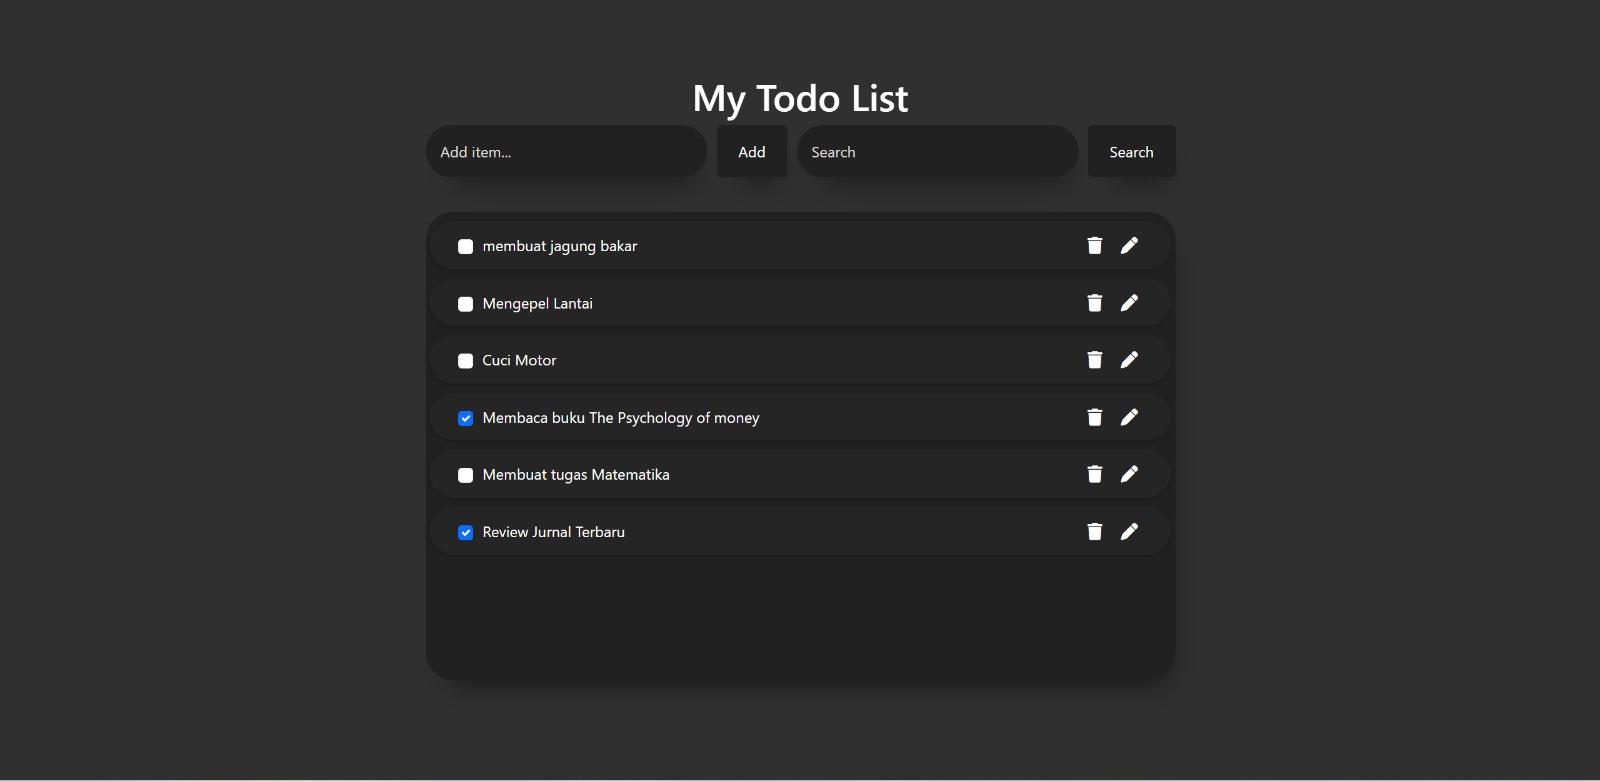 My Todo List
Add item... Add Search Search
membuat jagung bakar
Mengepel Lantai
Cuci Motor
Membaca buku The Psychology of money
Membuat tugas Matematika
Review Jurnal Terbaru